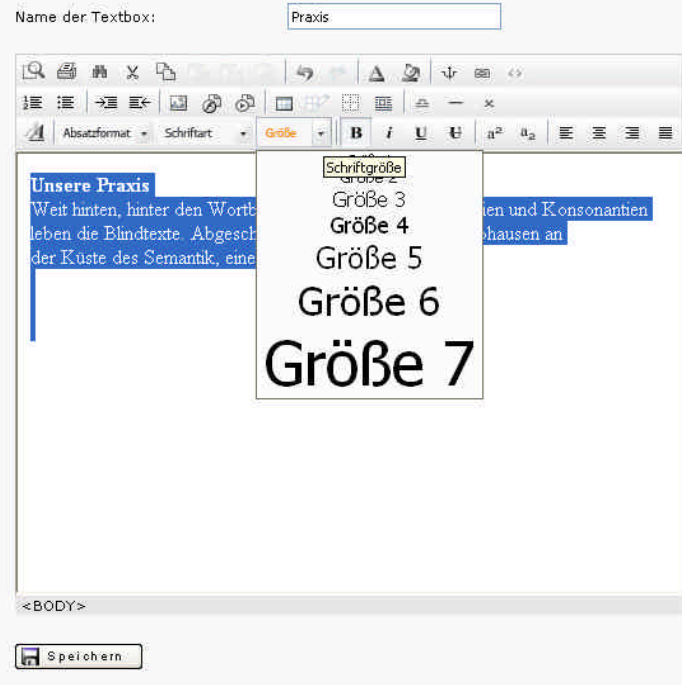 Name der Textbox: Praxis
Absatzformat Schriftart Größe B i U U n² a₂
Schriftgröße
Größe 2
Größe 3
Größe 4
Größe 5
Größe 6
Größe 7
Unsere Praxis
Weit hinten, hinter den Wortb ien und Konsonantien
leben die Blindtexte. Abgesch hausen an
der Küste des Semantik, eine
<BODY>
Speichern